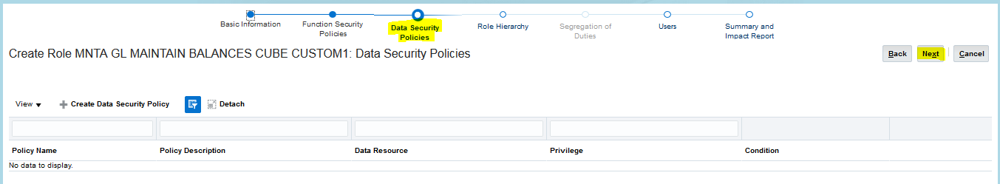 Basic Information
Function Security
Policies
Data Security
Policies
Role Hierarchy
Segregation of
Duties
Users
Summary and
Impact Report
Create Role MNTA GL MAINTAIN BALANCES CUBE CUSTOM1: Data Security Policies
Back Next Cancel
View Create Data Security Policy Detach
Policy Name Policy Description Data Resource Privilege Condition
No data to display.